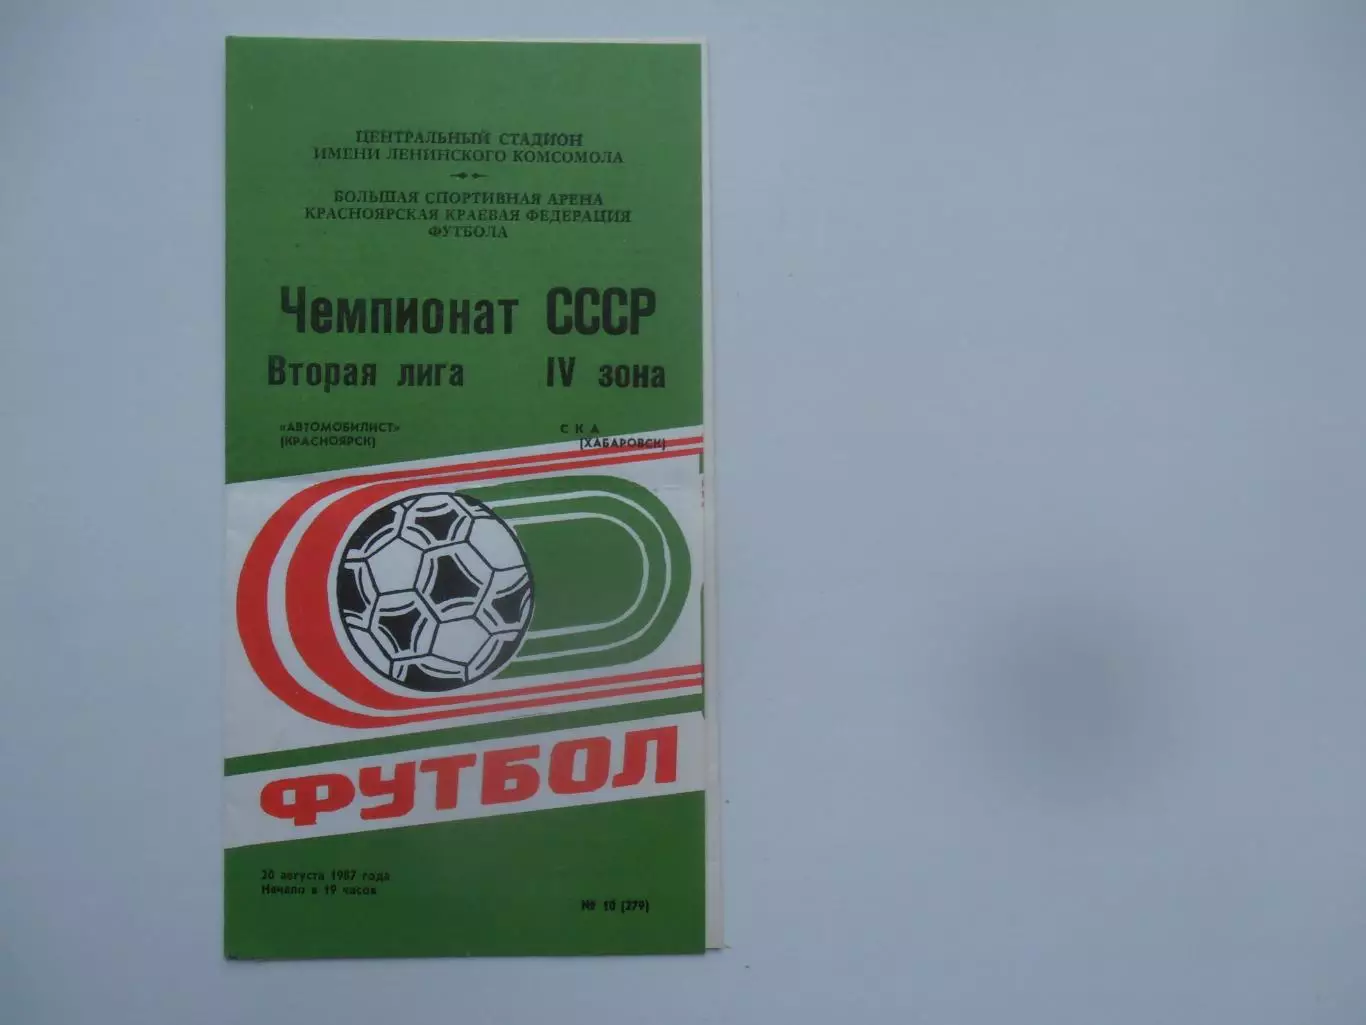 ЦЕНТРАЛЬНЫЙ СТАДИОН
ИМЕНИ ЛЕНИНСКОГО КОМСОМОЛА
БОЛЬШАЯ СПОРТИВНАЯ АРЕНА
КРАСНОЯРСКАЯ КРАЕВАЯ ФЕДЕРАЦИЯ
ФУТБОЛА
Чемпионат СССР
Вторая лига IV зона
«АВТОМОБИЛИСТ» СКА
(КРАСНОЯРСК) (ХАБАРОВСК)
ФУТБОЛ
20 августа 1987 года
Начало в 19 часов
№ 10 (279)